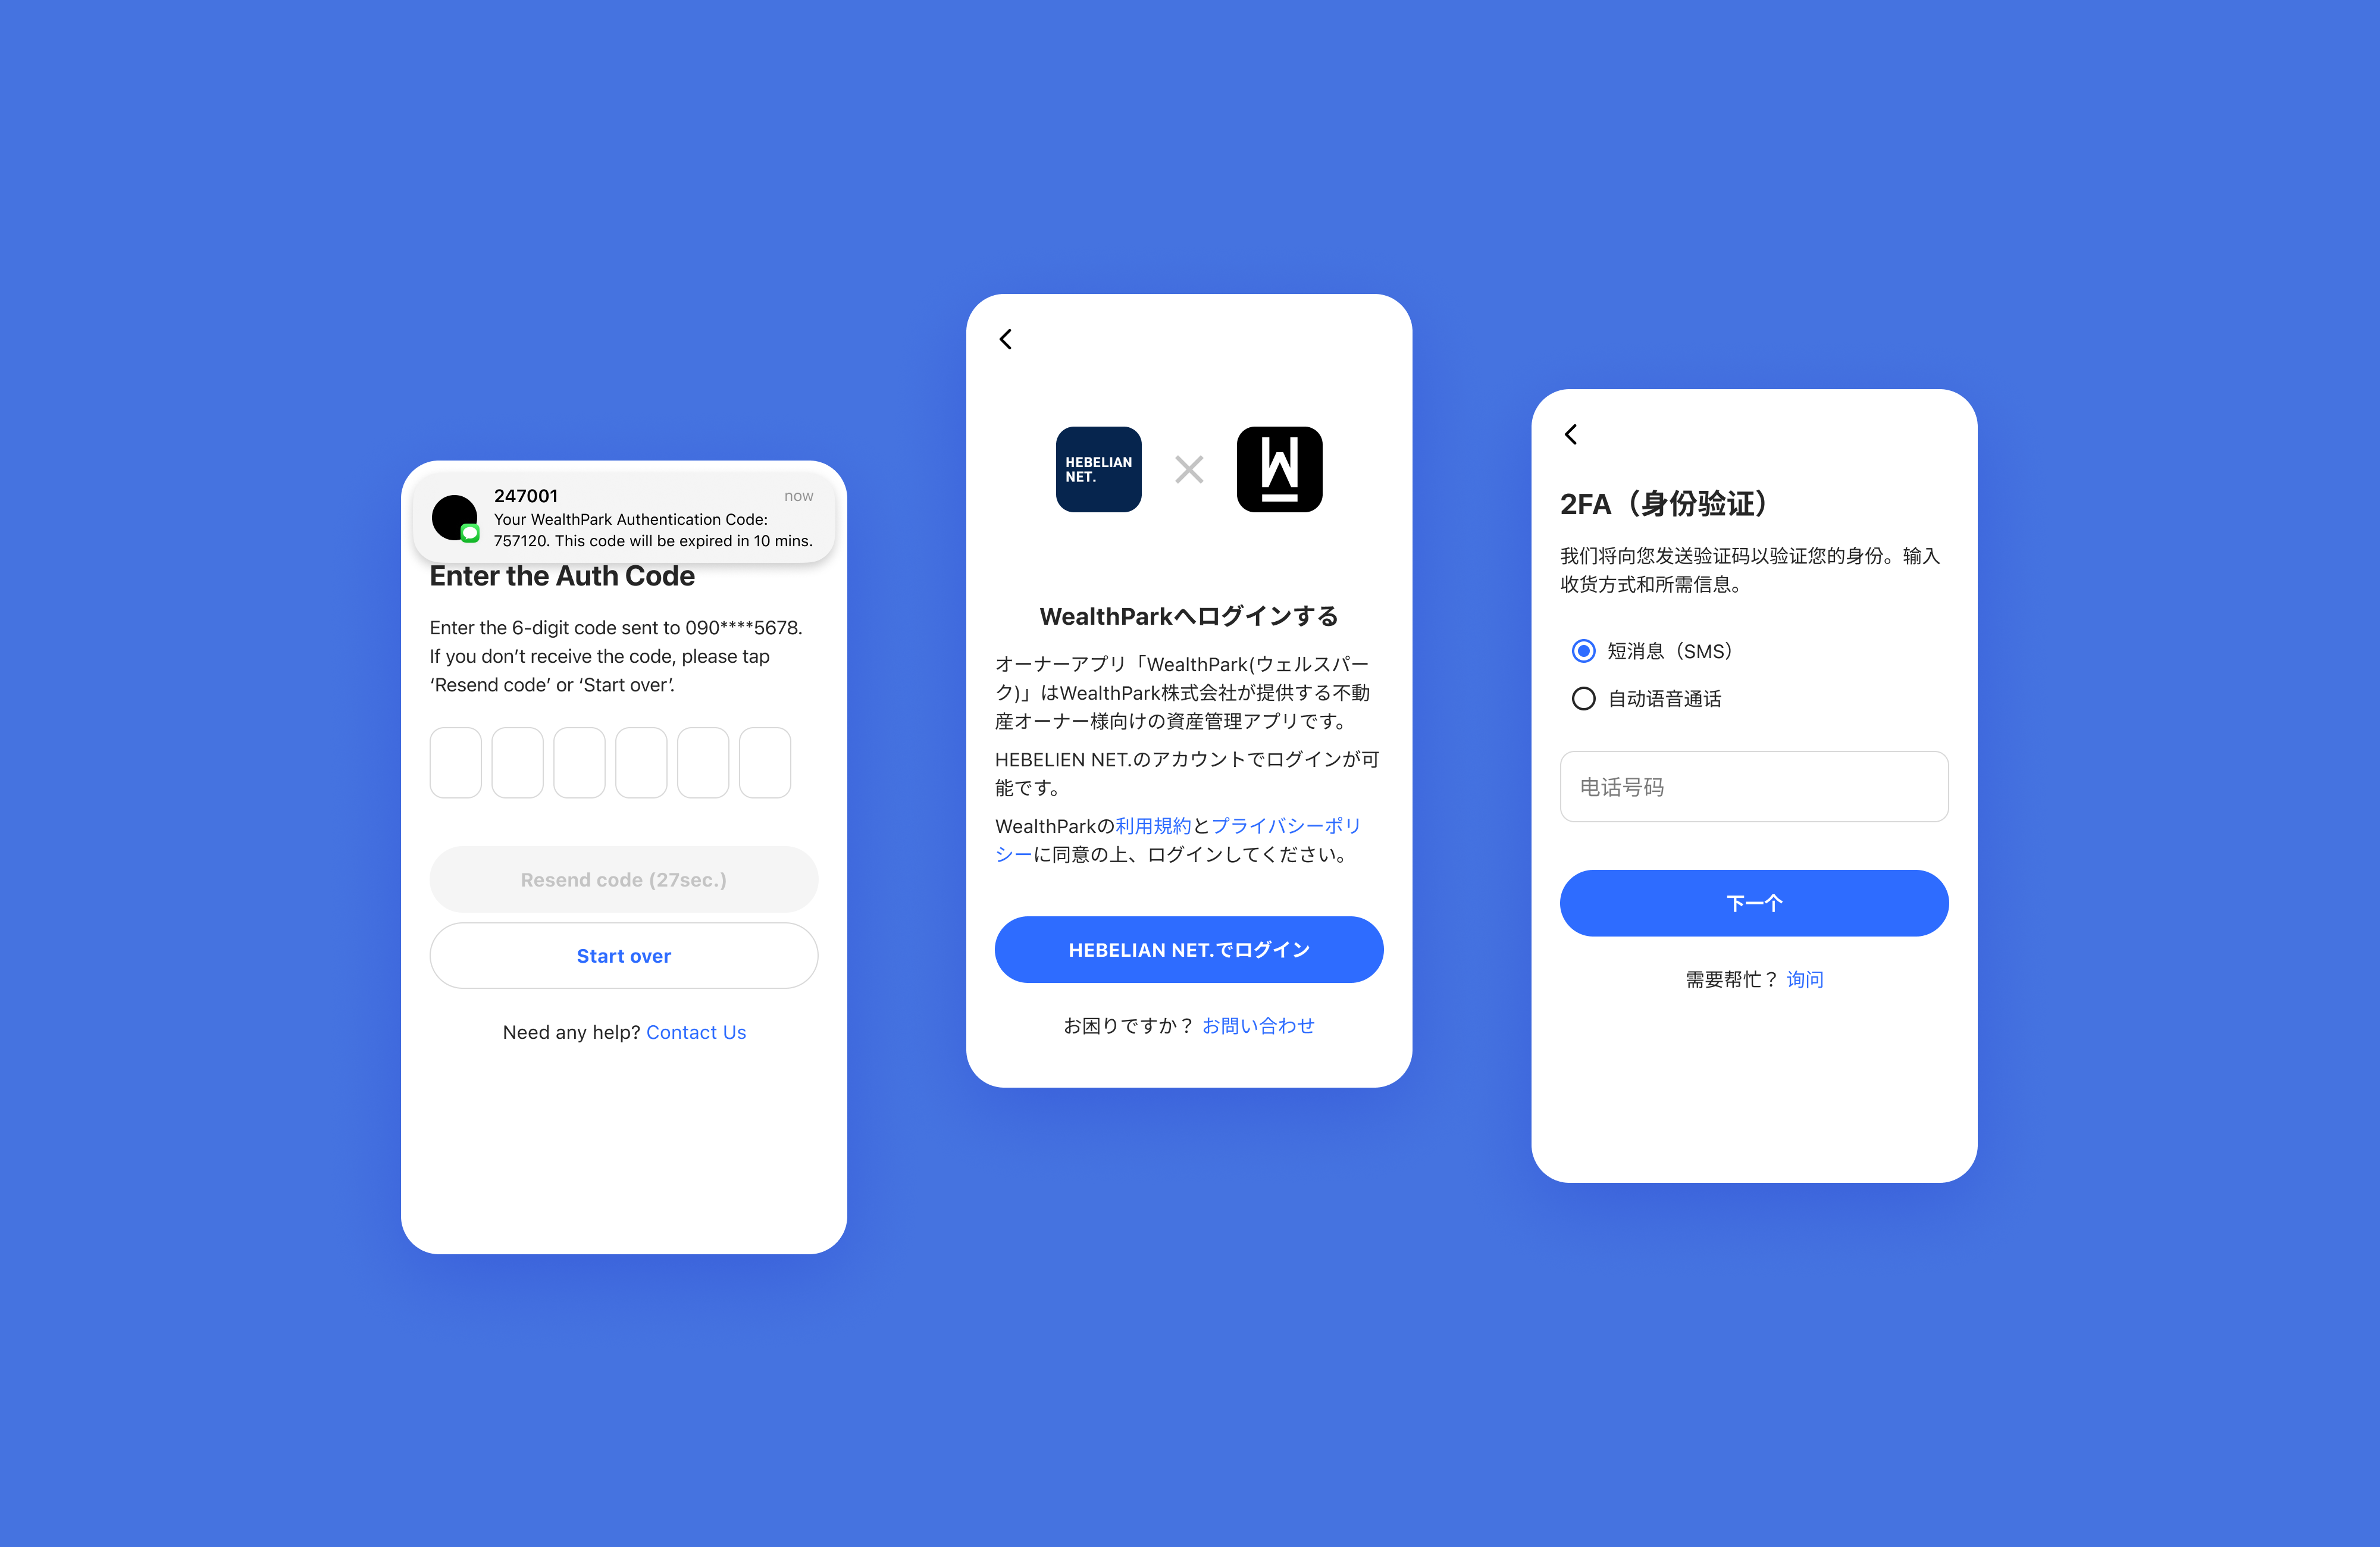 247001
now
Your WealthPark Authentication Code:
757120. This code will be expired in 10 mins.
Enter the Auth Code
Enter the 6-digit code sent to 090****5678.
If you don’t receive the code, please tap
‘Resend code’ or ‘Start over’.
Resend code (27sec.)
Start over
Need any help? Contact Us
HEBELIAN
NET.
WealthParkへログインする
オーナーアプリ「WealthPark(ウェルスパー
ク)」はWealthPark株式会社が提供する不動
産オーナー様向けの資産管理アプリです。
HEBELIEN NET.のアカウントでログインが可
能です。
WealthParkの利用規約とプライバシーポリ
シーに同意の上、ログインしてください。
HEBELIAN NET.でログイン
お困りですか？ お問い合わせ
2FA（身份验证）
我们将向您发送验证码以验证您的身份。输入
收货方式和所需信息。
短消息（SMS）
自动语音通话
电话号码
下一个
需要帮忙？ 询问